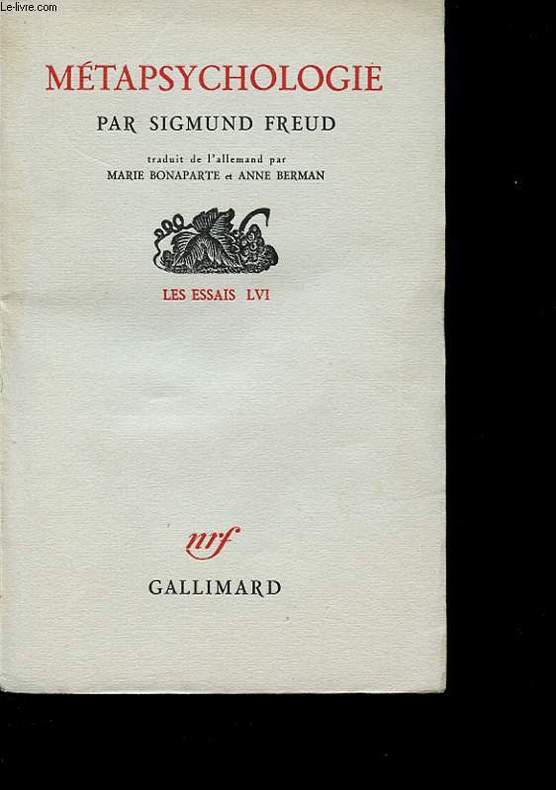 Le-livre.com
MÉTAPSYCHOLOGIE
PAR SIGMUND FREUD
traduit de l'allemand par
MARIE BONAPARTE et ANNE BERMAN
LES ESSAIS LVI
nrf
GALLIMARD